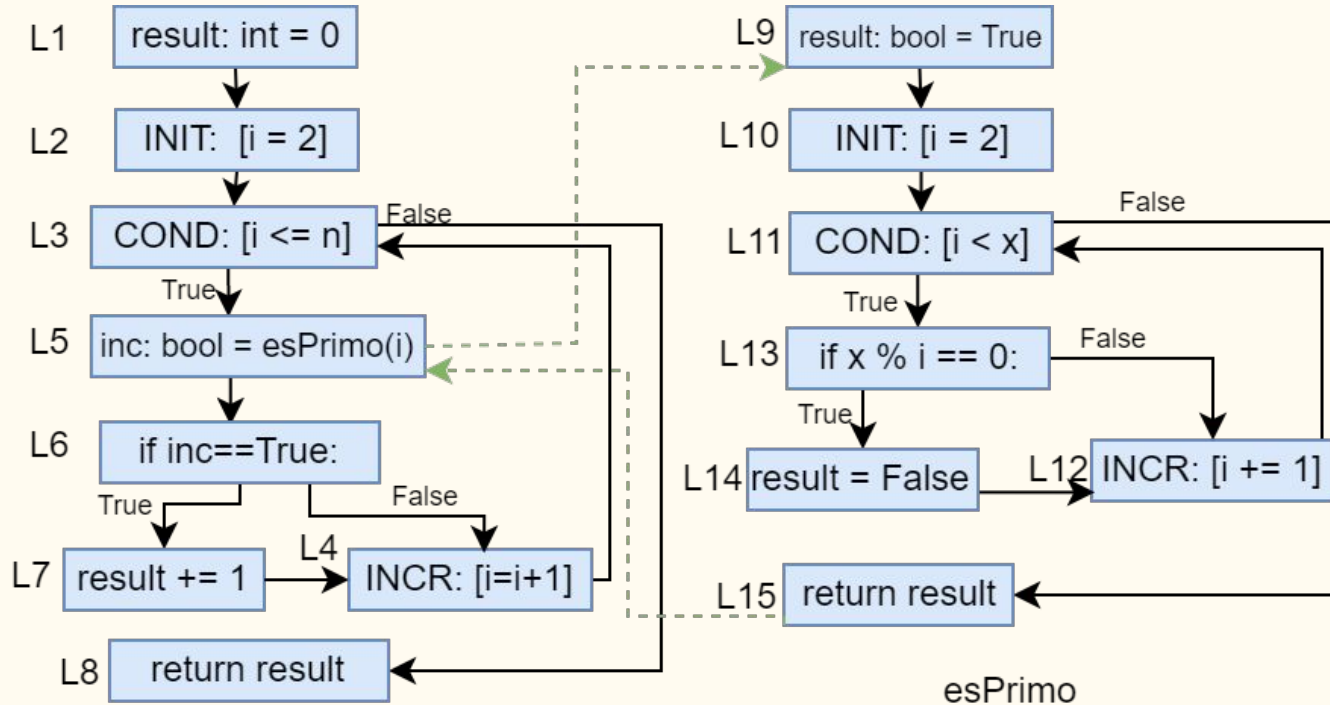 L1
result: int = 0
L2
INIT: [i = 2]
L3
COND: [i <= n]
False
True
L5
inc: bool = esPrimo(i)
L6
if inc==True:
True
False
L7
result += 1
L4
INCR: [i=i+1]
L8
return result
L9
result: bool = True
L10
INIT: [i = 2]
L11
COND: [i < x]
False
True
L13
if x % i == 0:
False
True
L14
result = False
L12
INCR: [i += 1]
L15
return result
esPrimo